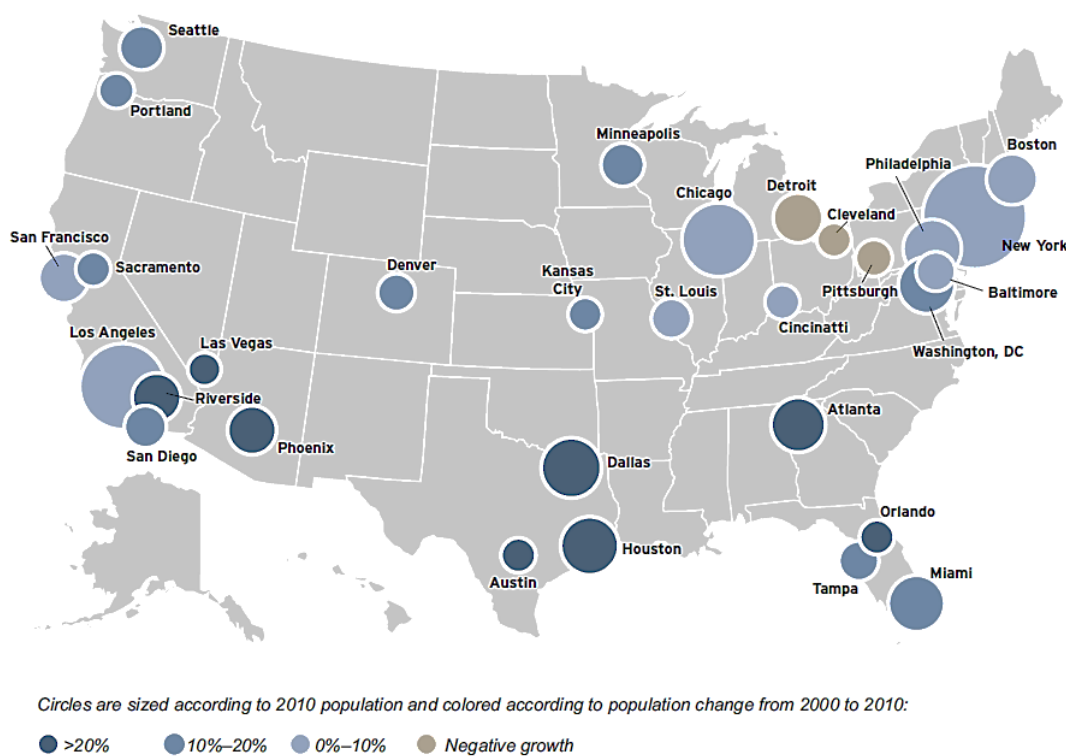 Seattle
Portland
Minneapolis
Boston
Philadelphia
Chicago
Detroit
Cleveland
New York
San Francisco
Sacramento
Denver
Kansas
City
St. Louis
Pittsburgh
Baltimore
Cincinatti
Los Angeles
Las Vegas
Washington, DC
Riverside
Atlanta
Phoenix
San Diego
Dallas
Orlando
Houston
Austin
Tampa
Miami
Circles are sized according to 2010 population and colored according to population change from 2000 to 2010:
>20% 10%–20% 0%–10% Negative growth